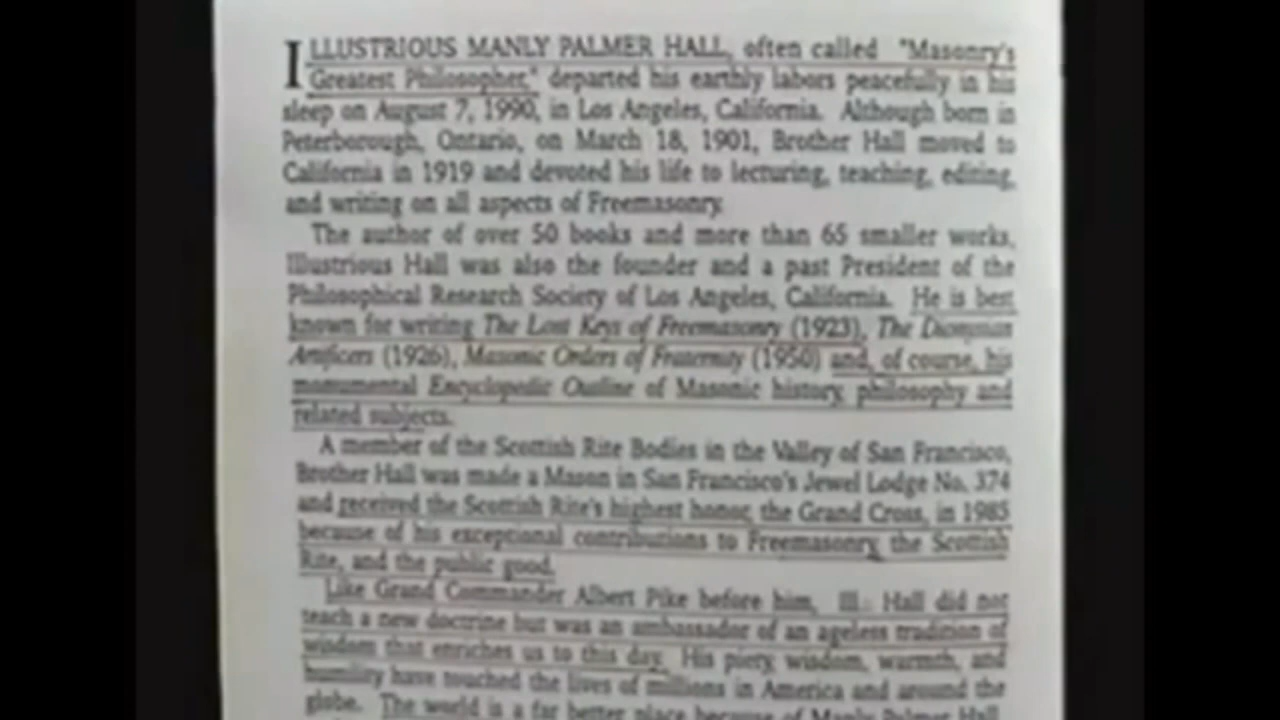 ILLUSTRIOUS MANLY PALMER HALL, often called "Masonry's
Greatest Philosopher," departed his earthly labors peacefully in his
sleep on August 7, 1990, in Los Angeles, California. Although born in
Peterborough, Ontario, on March 18, 1901, Brother Hall moved to
California in 1919 and devoted his life to lecturing, teaching, editing,
and writing on all aspects of Freemasonry.
The author of over 50 books and more than 65 smaller works,
Illustrious Hall was also the founder and a past President of the
Philosophical Research Society of Los Angeles, California. He is best
known for writing The Lost Keys of Freemasonry (1923), The Dionysian
Artificers (1926), Masonic Orders of Fraternity (1950) and, of course, his
monumental Encyclopedic Outline of Masonic history, philosophy and
related subjects.
A member of the Scottish Rite Bodies in the Valley of San Francisco,
Brother Hall was made a Mason in San Francisco's Jewel Lodge No. 374
and received the Scottish Rite's highest honor, the Grand Cross, in 1985
because of his exceptional contributions to Freemasonry, the Scottish
Rite, and the public good.
Like Grand Commander Albert Pike before him, Ill∴ Hall did not
teach a new doctrine but was an ambassador of an ageless tradition of
wisdom that enriches us to this day. His piety, wisdom, warmth, and
humility have touched the lives of millions in America and around the
globe. The world is a far better place because of Manly Palmer Hall,